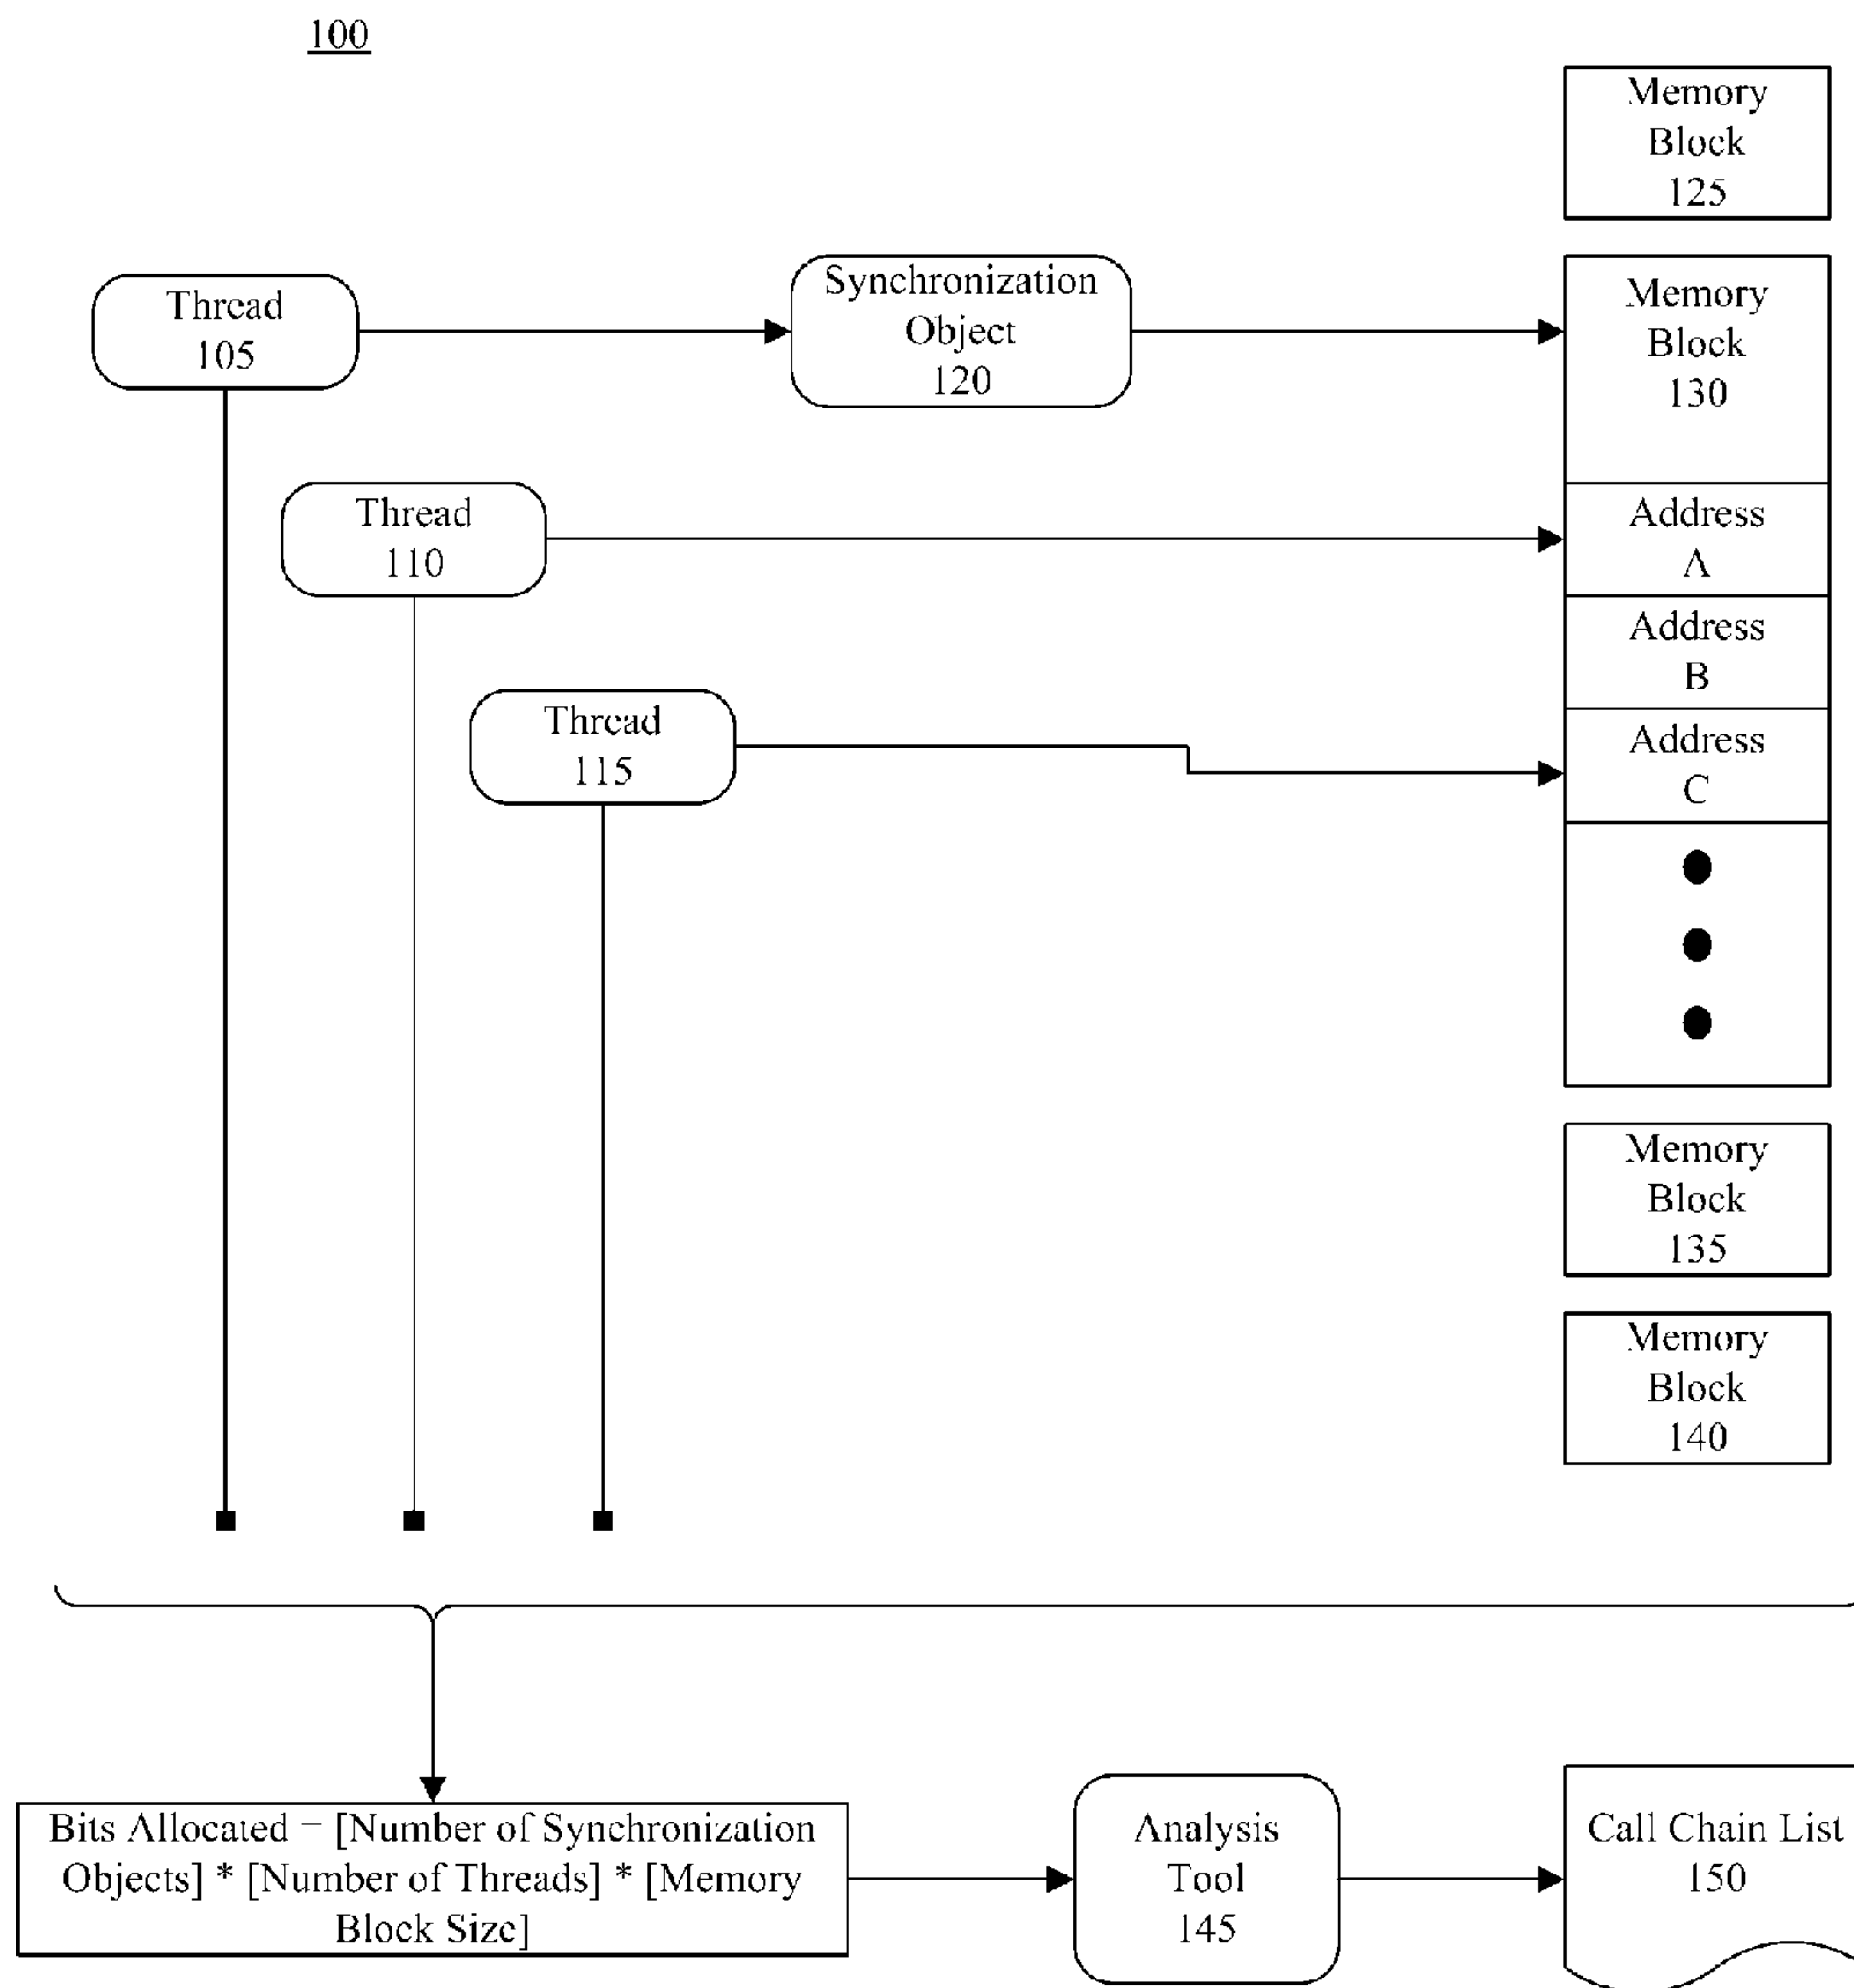 100
Memory
Block
125
Thread
105
Synchronization
Object
120
Memory
Block
130
Thread
110
Address
A
Address
B
Thread
115
Address
C
Memory
Block
135
Memory
Block
140
Bits Allocated = [Number of Synchronization
Objects] * [Number of Threads] * [Memory
Block Size]
Analysis
Tool
145
Call Chain List
150